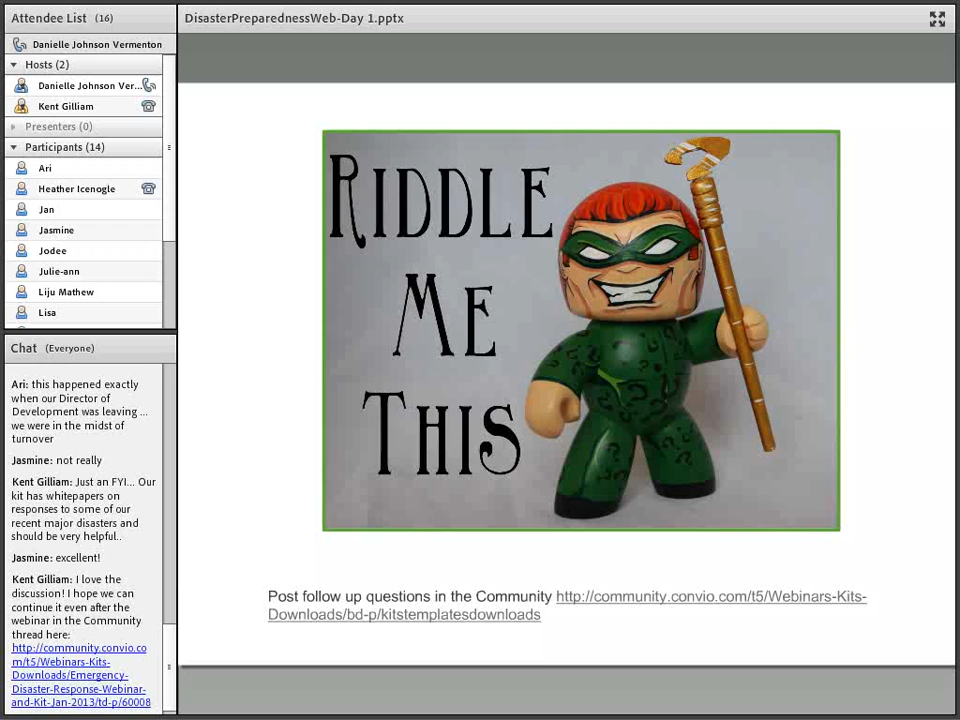 Attendee List (16)
Danielle Johnson Vermenton
Hosts (2)
Danielle Johnson Ver...
Kent Gilliam
Presenters (0)
Participants (14)
Ari
Heather Icenogle
Jan
Jasmine
Jodee
Julie-ann
Liju Mathew
Lisa
Chat (Everyone)
Ari: this happened exactly
when our Director of
Development was leaving ...
we were in the midst of
turnover
Jasmine: not really
Kent Gilliam: Just an FYI... Our
kit has whitepapers on
responses to some of our
recent major disasters and
should be very helpful..
Jasmine: excellent!
Kent Gilliam: I love the
discussion! I hope we can
continue it even after the
webinar in the Community
thread here:
http://community.convio.co
m/t5/Webinars-Kits-
Downloads/Emergency-
Disaster-Response-Webinar-
and-Kit-Jan-2013/td-p/60008
DisasterPreparednessWeb-Day 1.pptx
RIDDLE
ME
THIS
Post follow up questions in the Community http://community.convio.com/t5/Webinars-Kits-
Downloads/bd-p/kitstemplatesdownloads